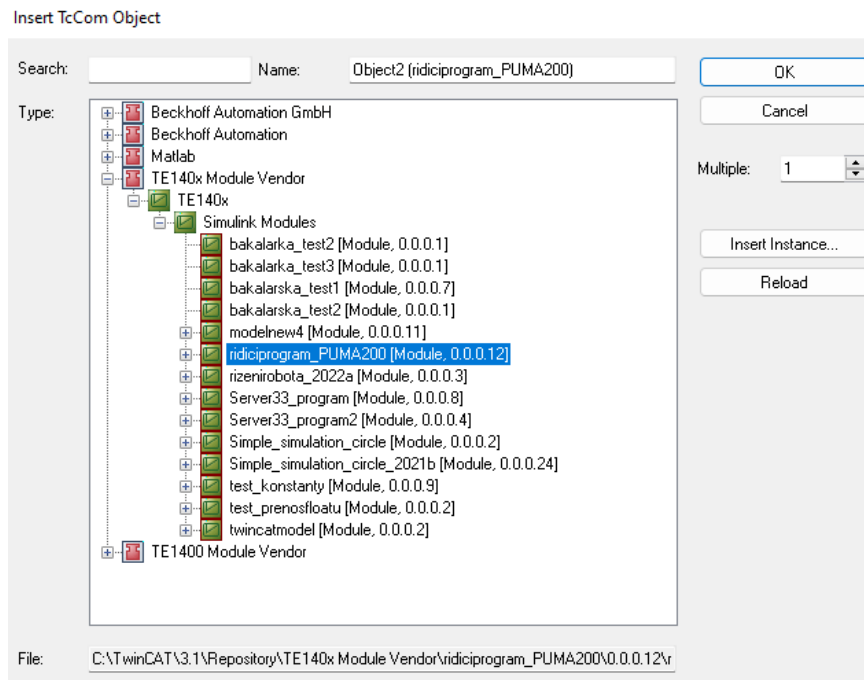 Insert TcCom Object
Search:
Name: Object2 (ridiciprogram_PUMA200)
OK
Type:
Beckhoff Automation GmbH
Cancel
Beckhoff Automation
Matlab
Multiple: 1
TE140x Module Vendor
TE140x
Simulink Modules
bakalarka_test2 [Module, 0.0.0.1]
Insert Instance...
bakalarka_test3 [Module, 0.0.0.1]
bakalarska_test1 [Module, 0.0.0.7]
Reload
bakalarska_test2 [Module, 0.0.0.1]
modelnew4 [Module, 0.0.0.11]
ridiciprogram_PUMA200 [Module, 0.0.0.12]
rizenirobota_2022a [Module, 0.0.0.3]
Server33_program [Module, 0.0.0.8]
Server33_program2 [Module, 0.0.0.4]
Simple_simulation_circle [Module, 0.0.0.2]
Simple_simulation_circle_2021b [Module, 0.0.0.24]
test_konstanty [Module, 0.0.0.9]
test_prenosfloatu [Module, 0.0.0.2]
twincatmodel [Module, 0.0.0.2]
TE1400 Module Vendor
File: C:\TwinCAT\3.1\Repository\TE140x Module Vendor\ridiciprogram_PUMA200\0.0.0.12\r